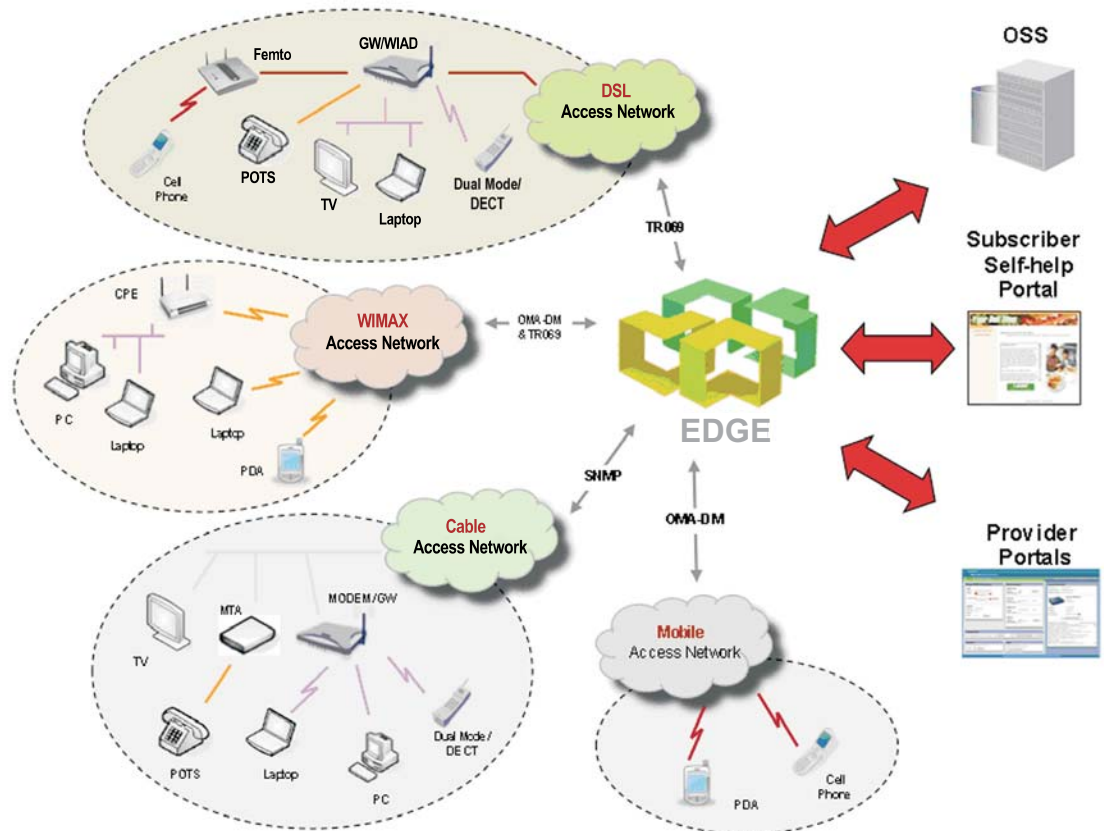 OSS
GW/WIAD
Femto
DSL
Access Network
Cell
Phone
POTS
TV
Laptop
Dual Mode/
DECT
TR069
Subscriber
Self-help
Portal
CPE
WIMAX
Access Network
OMA-DM
& TR069
PC
Laptop
Laptop
PDA
EDGE
SNMP
OMA-DM
Cable
Access Network
Provider
Portals
MODEM/GW
MTA
TV
Mobile
Access Network
POTS
Laptop
PC
Dual Mode/
DECT
PDA
Cell
Phone